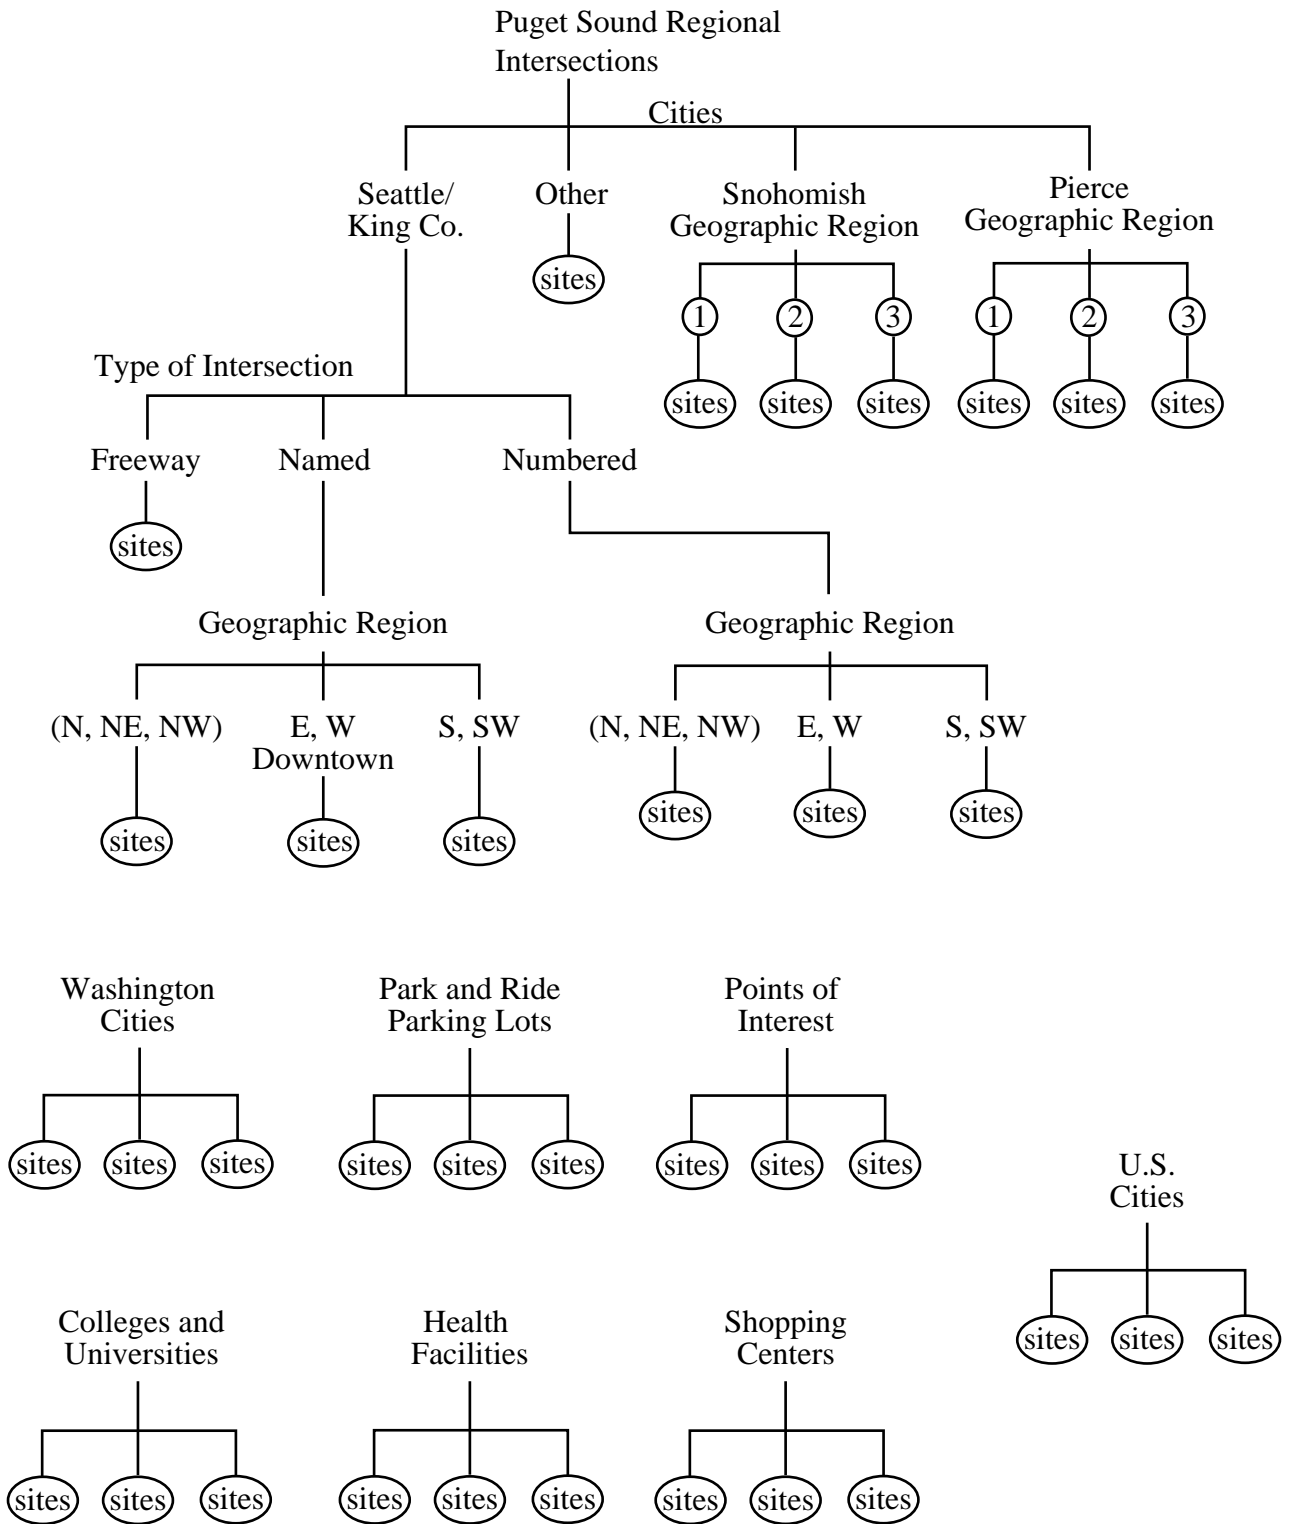 Puget Sound Regional
Intersections
Cities
Seattle/
King Co.
Other
Snohomish
Geographic Region
Pierce
Geographic Region
sites
1
2
3
1
2
3
sites
sites
sites
sites
sites
sites
Type of Intersection
Freeway
Named
Numbered
sites
Geographic Region
Geographic Region
(N, NE, NW)
E, W
Downtown
S, SW
(N, NE, NW)
E, W
S, SW
sites
sites
sites
sites
sites
sites
Washington
Cities
Park and Ride
Parking Lots
Points of
Interest
sites
sites
sites
sites
sites
sites
sites
sites
sites
U.S.
Cities
sites
sites
sites
Colleges and
Universities
Health
Facilities
Shopping
Centers
sites
sites
sites
sites
sites
sites
sites
sites
sites